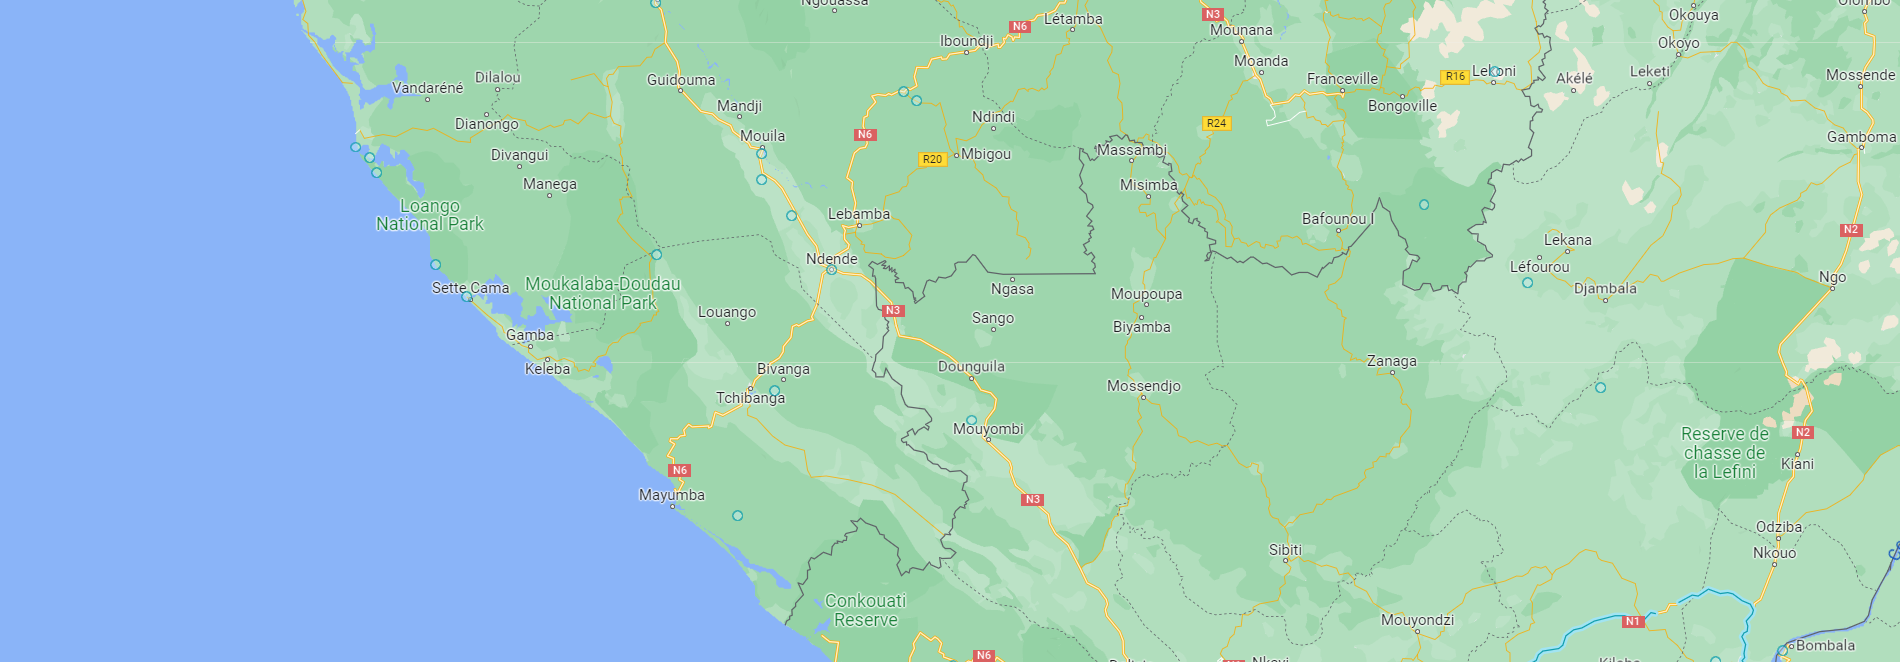 Ngouassa
Olombo
Okouya
N3
Létamba
N6
Mounana
Iboundji
Okoyo
Moanda
Leketi
Lekoni
R16
Mossende
Akélé
Franceville
Dilalou
Guidouma
Vandaréné
Bongoville
Mandji
Ndindi
Dianongo
R24
N6
Mouila
Gamboma
Massambi
Divangui
R20
Mbigou
Manega
Misimba
Loango
National Park
Lebamba
Bafounou I
N2
Lekana
Ndende
Léfourou
Ngo
Sette Cama
Moukalaba-Doudau
National Park
Ngasa
Moupoupa
Djambala
Louango
N3
Sango
Biyamba
Gamba
Zanaga
Dounguila
Keleba
Bivanga
Mossendjo
Tchibanga
Mouyombi
N2
Reserve de
chasse de
la Lefini
Kiani
N6
Mayumba
N3
Odziba
Sibiti
Nkouo
Conkouati
Reserve
Mouyondzi
N1
Bombala
N6